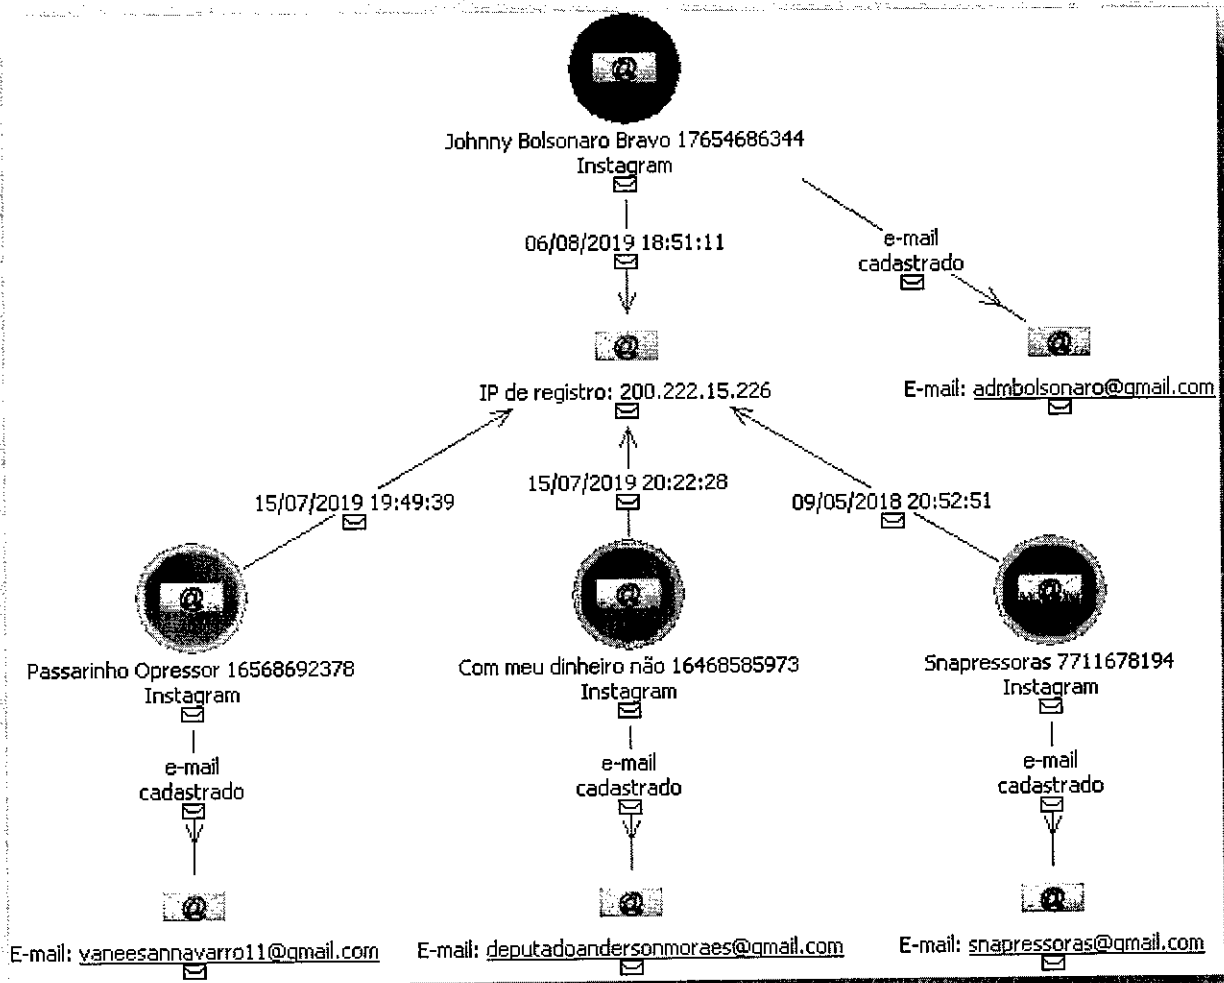 Johnny Bolsonaro Bravo 17654686344
Instagram
06/08/2019 18:51:11
e-mail
cadastrado
IP de registro: 200.222.15.226
E-mail: admbolsonaro@gmail.com
15/07/2019 19:49:39
15/07/2019 20:22:28
09/05/2018 20:52:51
Passarinho Opressor 16568692378
Instagram
Com meu dinheiro não 16468585973
Instagram
Snapressoras 7711678194
Instagram
e-mail
cadastrado
e-mail
cadastrado
e-mail
cadastrado
E-mail: vaneesannavarro11@gmail.com
E-mail: deputadoandersonmoraes@gmail.com
E-mail: snapressoras@gmail.com